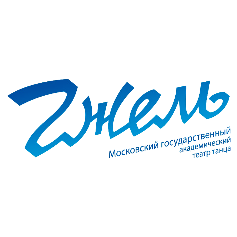 Гжель
Московский государственный
академический
театр танца